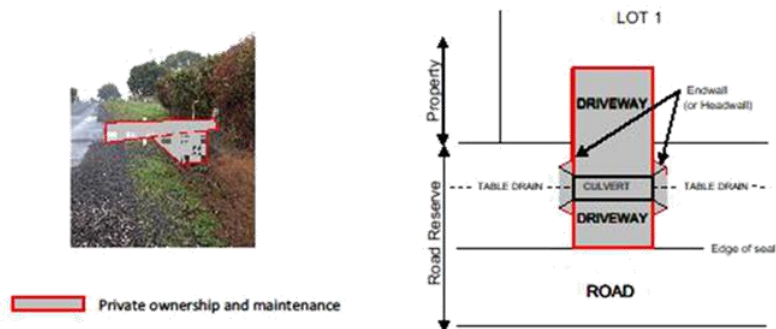 LOT 1
Property
DRIVEWAY
Endwall
(or Headwall)
Road Reserve
TABLE DRAIN
CULVERT
TABLE DRAIN
DRIVEWAY
Edge of seal
ROAD
Private ownership and maintenance